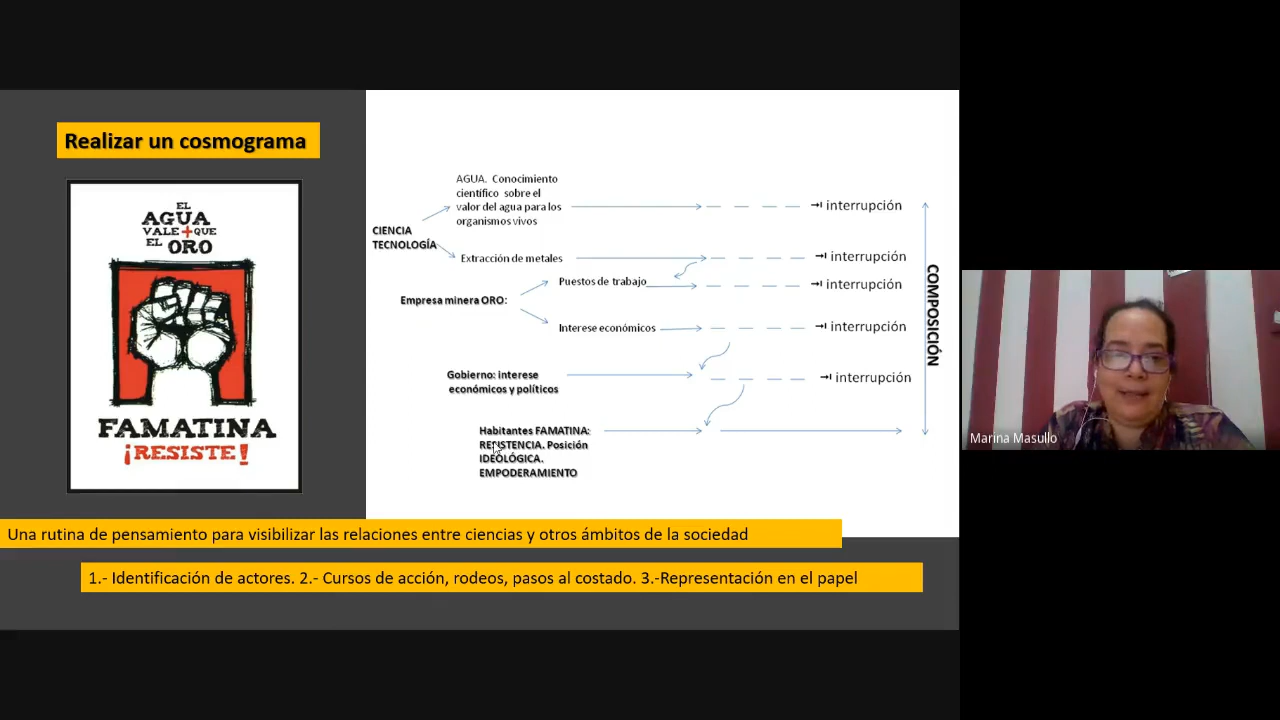 Realizar un cosmograma
EL
AGUA
VALE + QUE
EL ORO
FAMATINA
¡RESISTE!
AGUA. Conocimiento
científico sobre el
valor del agua para los
organismos vivos
interrupción
CIENCIA
TECNOLOGÍA
Extracción de metales
interrupción
Puestos de trabajo
interrupción
Empresa minera ORO:
Interese económicos
interrupción
Gobierno: interese
económicos y políticos
interrupción
Habitantes FAMATINA:
RESISTENCIA. Posición
IDEOLÓGICA.
EMPODERAMIENTO
COMPOSICIÓN
Una rutina de pensamiento para visibilizar las relaciones entre ciencias y otros ámbitos de la sociedad
1.- Identificación de actores. 2.- Cursos de acción, rodeos, pasos al costado. 3.-Representación en el papel
Marina Masullo